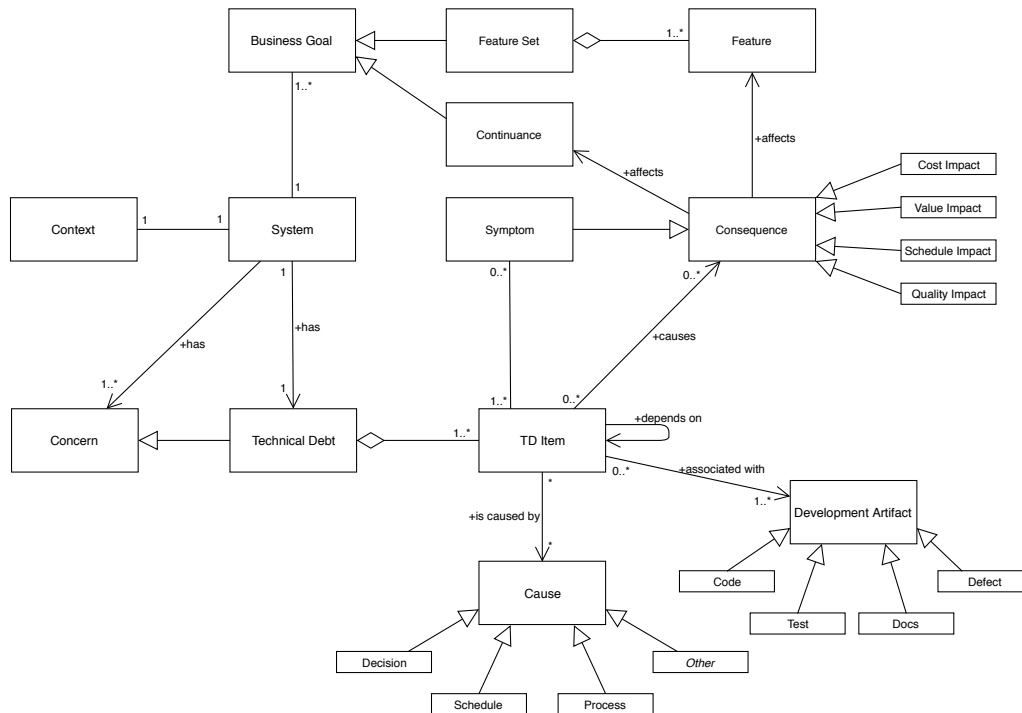 Business Goal
Feature Set
1..*
Feature
1..*
Continuance
+affects
+affects
Cost Impact
Value Impact
Schedule Impact
Quality Impact
1
Context
1
1
System
Symptom
Consequence
1
0..*
0..*
+has
+has
+causes
1..*
1
1..*
0..*
+depends on
Concern
Technical Debt
1..*
TD Item
0..*
+associated with
*
1..*
Development Artifact
+is caused by
*
Code
Defect
Test
Docs
Cause
Decision
Other
Schedule
Process